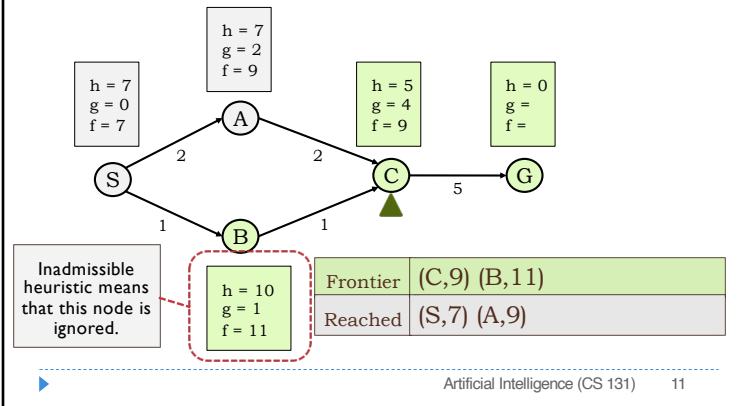 h = 7
g = 2
f = 9
h = 7
g = 0
f = 7
h = 5
g = 4
f = 9
h = 0
g =
f =
A
2
2
S
C
5
G
1
1
B
Inadmissible
heuristic means
that this node is
ignored.
h = 10
g = 1
f = 11
Frontier (C,9) (B,11)
Reached (S,7) (A,9)
Artificial Intelligence (CS 131) 11